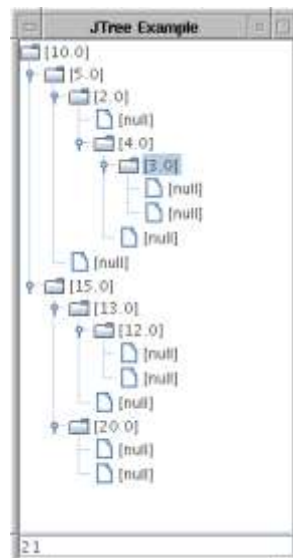 JTree Example
[10.0]
[5.0]
[2.0]
[null]
[4.0]
[3.0]
[null]
[null]
[null]
[null]
[15.0]
[13.0]
[12.0]
[null]
[null]
[null]
[20.0]
[null]
[null]
21